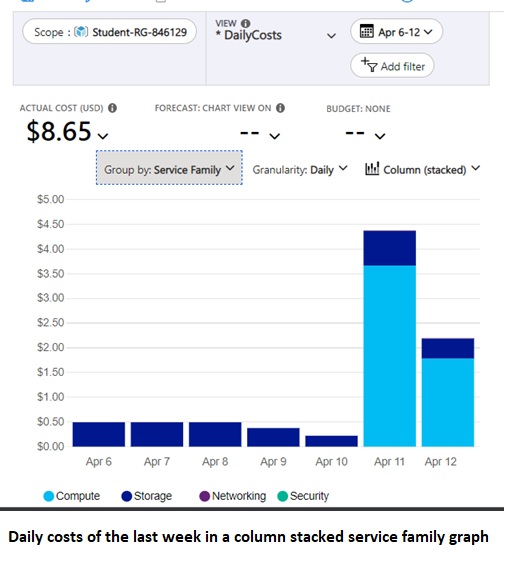 Scope : Student-RG-846129
VIEW
* DailyCosts
Apr 6-12
Add filter
ACTUAL COST (USD)
FORECAST: CHART VIEW ON
BUDGET: NONE
$8.65
--
--
Group by: Service Family
Granularity: Daily
Column (stacked)
$5.00
$4.50
$4.00
$3.50
$3.00
$2.50
$2.00
$1.50
$1.00
$0.50
$0.00
Apr 6
Apr 7
Apr 8
Apr 9
Apr 10
Apr 11
Apr 12
Compute
Storage
Networking
Security
Daily costs of the last week in a column stacked service family graph